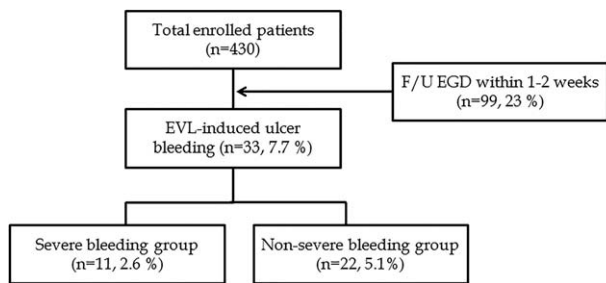 Total enrolled patients
(n=430)
F/U EGD within 1-2 weeks
(n=99, 23 %)
EVL-induced ulcer
bleeding (n=33, 7.7 %)
Severe bleeding group
(n=11, 2.6 %)
Non-severe bleeding group
(n=22, 5.1%)